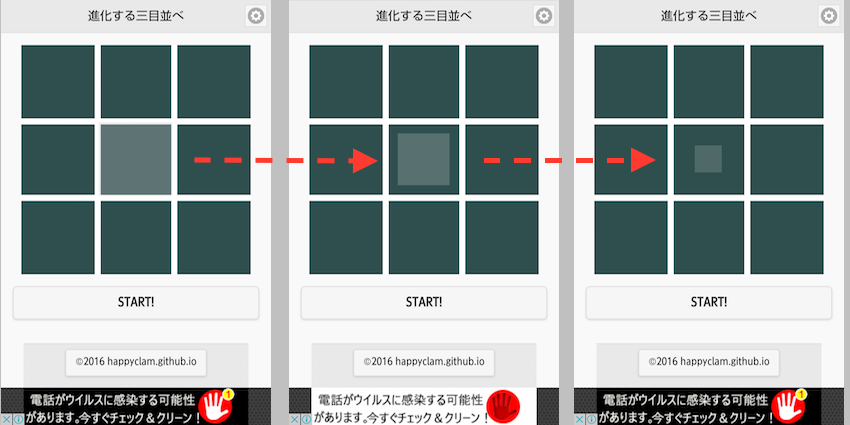 進化する三目並べ
START!
©2016 happyclam.github.io
電話がウイルスに感染する可能性
があります。今すぐチェック＆クリーン！
1
進化する三目並べ
START!
©2016 happyclam.github.io
電話がウイルスに感染する可能性
があります。今すぐチェック＆クリーン！
進化する三目並べ
START!
©2016 happyclam.github.io
電話がウイルスに感染する可能性
があります。今すぐチェック＆クリーン！
1